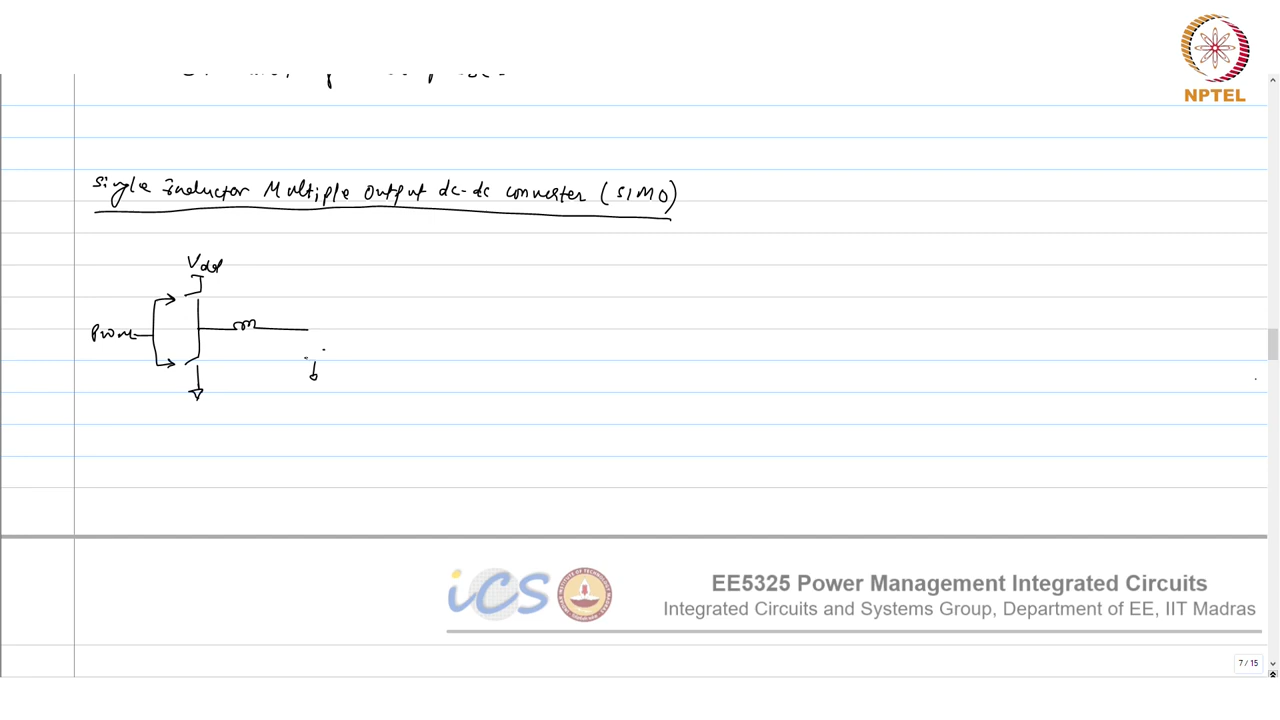 NPTEL
Single Inductor Multiple Output dc-dc converter (SIMO)
Vdd
iCS
EE5325 Power Management Integrated Circuits
Integrated Circuits and Systems Group, Department of EE, IIT Madras
7 / 15